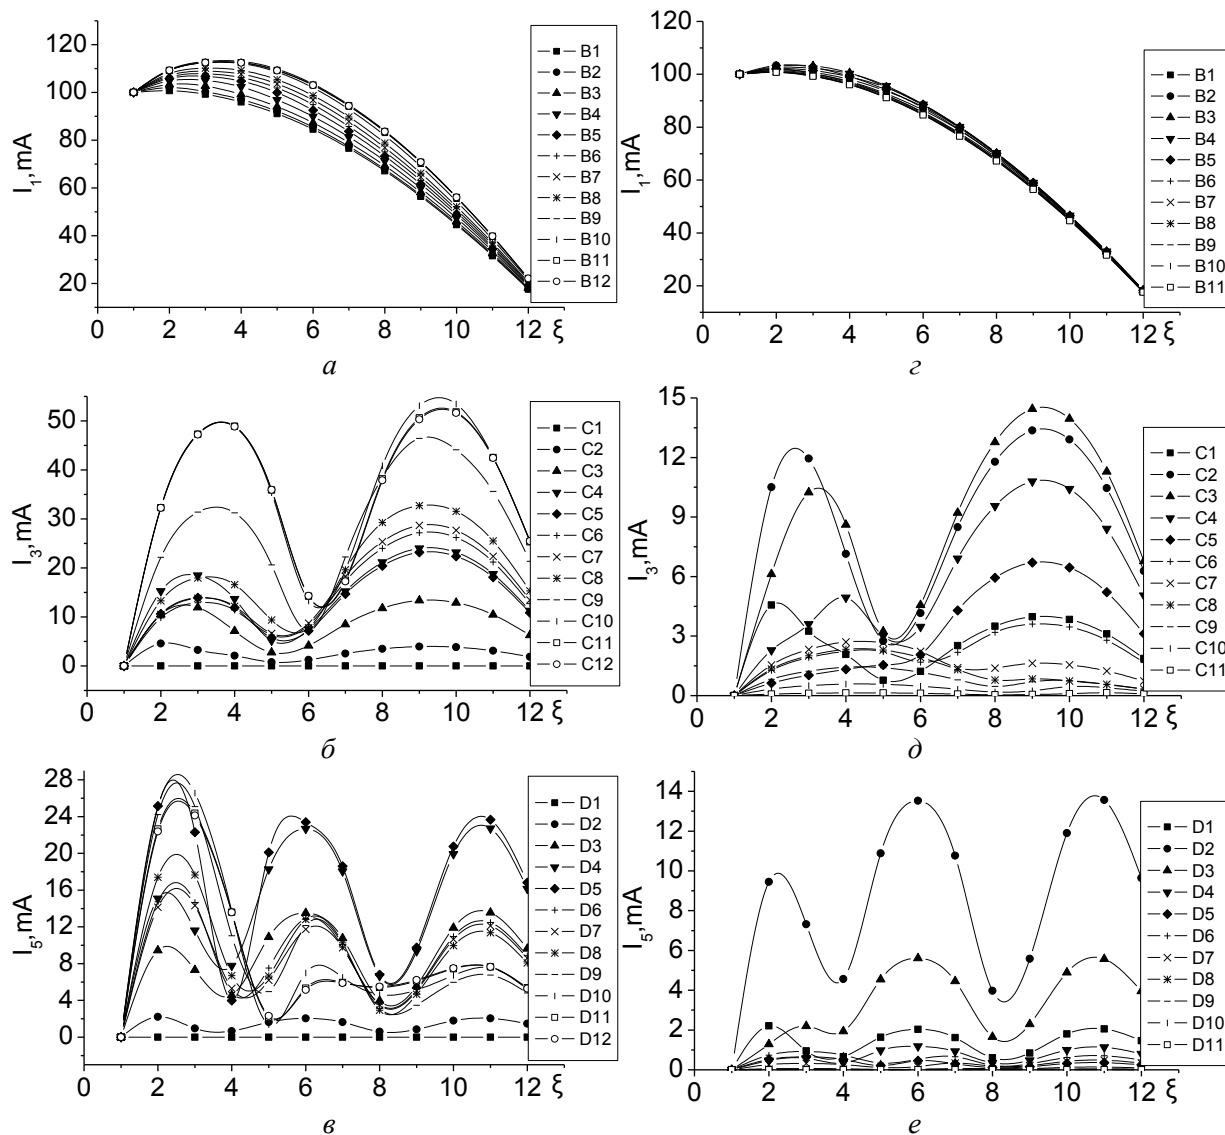 120
100
80
60
40
20
I1,mA
0
2
4
6
8
10
12 ξ
B1
B2
B3
B4
B5
B6
B7
B8
B9
B10
B11
B12
а
120
100
80
60
40
20
I1,mA
0
2
4
6
8
10
12 ξ
B1
B2
B3
B4
B5
B6
B7
B8
B9
B10
B11
г
50
40
30
20
10
0
I3,mA
0
2
4
6
8
10
12 ξ
C1
C2
C3
C4
C5
C6
C7
C8
C9
C10
C11
C12
б
15
12
9
6
3
0
I3,mA
0
2
4
6
8
10
12 ξ
C1
C2
C3
C4
C5
C6
C7
C8
C9
C10
C11
д
28
24
20
16
12
8
4
0
I5,mA
0
2
4
6
8
10
12 ξ
D1
D2
D3
D4
D5
D6
D7
D8
D9
D10
D11
D12
в
14
12
10
8
6
4
2
0
I5,mA
0
2
4
6
8
10
12 ξ
D1
D2
D3
D4
D5
D6
D7
D8
D9
D10
D11
е